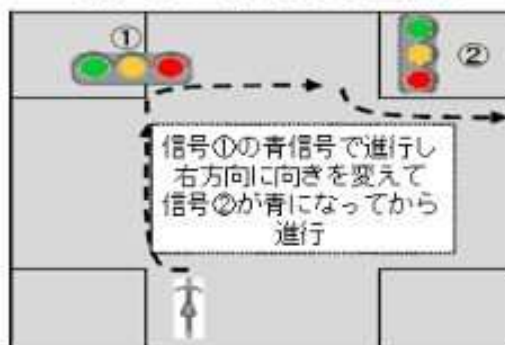 ①
②
信号①の青信号で進行し
右方向に向きを変えて
信号②が青になってから
進行